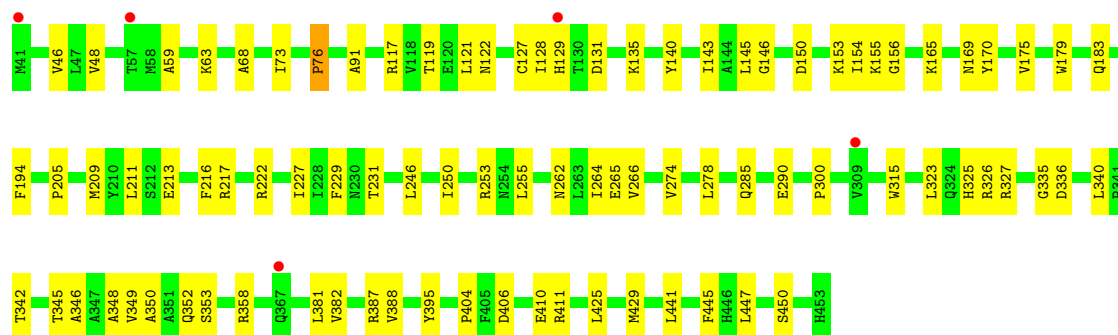 M41 V46 L47 V48 T57 M58 A59 K63 A68 I73 P76 A91 R117 V118 T119 E120 L121 N122 C127 I128 H129 T130 D131 K135 Y140 I143 A144 L145 G146 D150 K153 I154 K155 G156 K165 N169 Y170 V175 W179 Q183
F194 P205 M209 Y210 L211 S212 E213 F216 R217 R222 I227 I228 F229 N230 T231 L246 I250 R253 N254 L255 N262 L263 I264 E265 V266 V274 L278 Q285 E290 P300 V309 W315 L323 Q324 H325 R326 R327 G335 D336 L340
T342 T345 A346 A347 A348 V349 A350 A351 Q352 S353 R358 Q367 L381 V382 R387 V388 Y395 P404 F405 D406 E410 R411 L425 M429 L441 F445 H446 L447 S450 H453